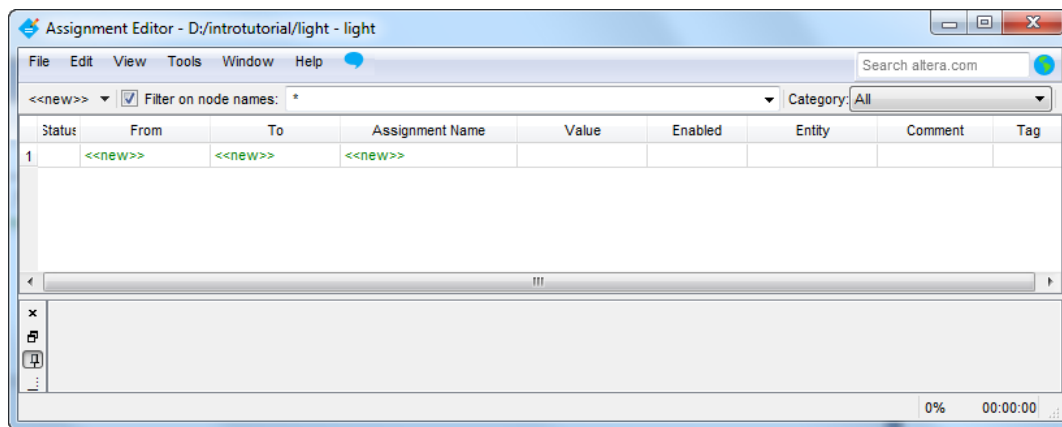 Assignment Editor - D:/introtutorial/light - light
File Edit View Tools Window Help Search altera.com
<<new>> Filter on node names: * Category: All
Status From To Assignment Name Value Enabled Entity Comment Tag
1 <<new>> <<new>> <<new>>
0% 00:00:00